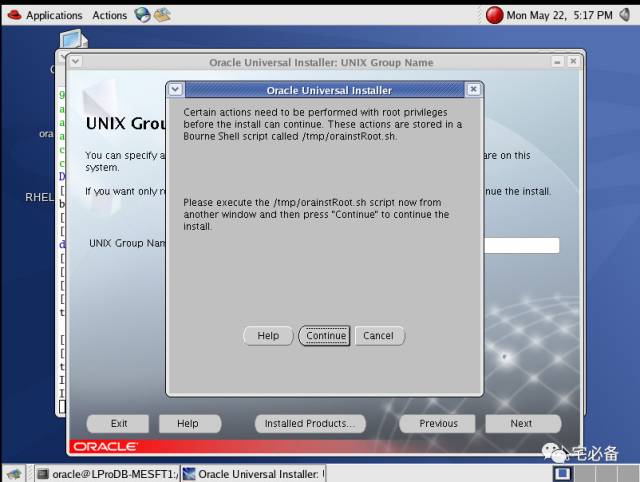 Applications Actions Mon May 22, 5:17 PM
Oracle Universal Installer: UNIX Group Name
Oracle Universal Installer
Certain actions need to be performed with root privileges
before the install can continue. These actions are stored in a
Bourne Shell script called /tmp/orainstRoot.sh.
Please execute the /tmp/orainstRoot.sh script now from
another window and then press "Continue" to continue the
install.
Help Continue Cancel
UNIX Grou
You can specify a
are on this
system.
If you want only r
nue the install.
UNIX Group Nam
ora
RHEL
Exit Help Installed Products... Previous Next
ORACLE
宅必备
oracle@LProDB-MESFT1:/
Oracle Universal Installer: U